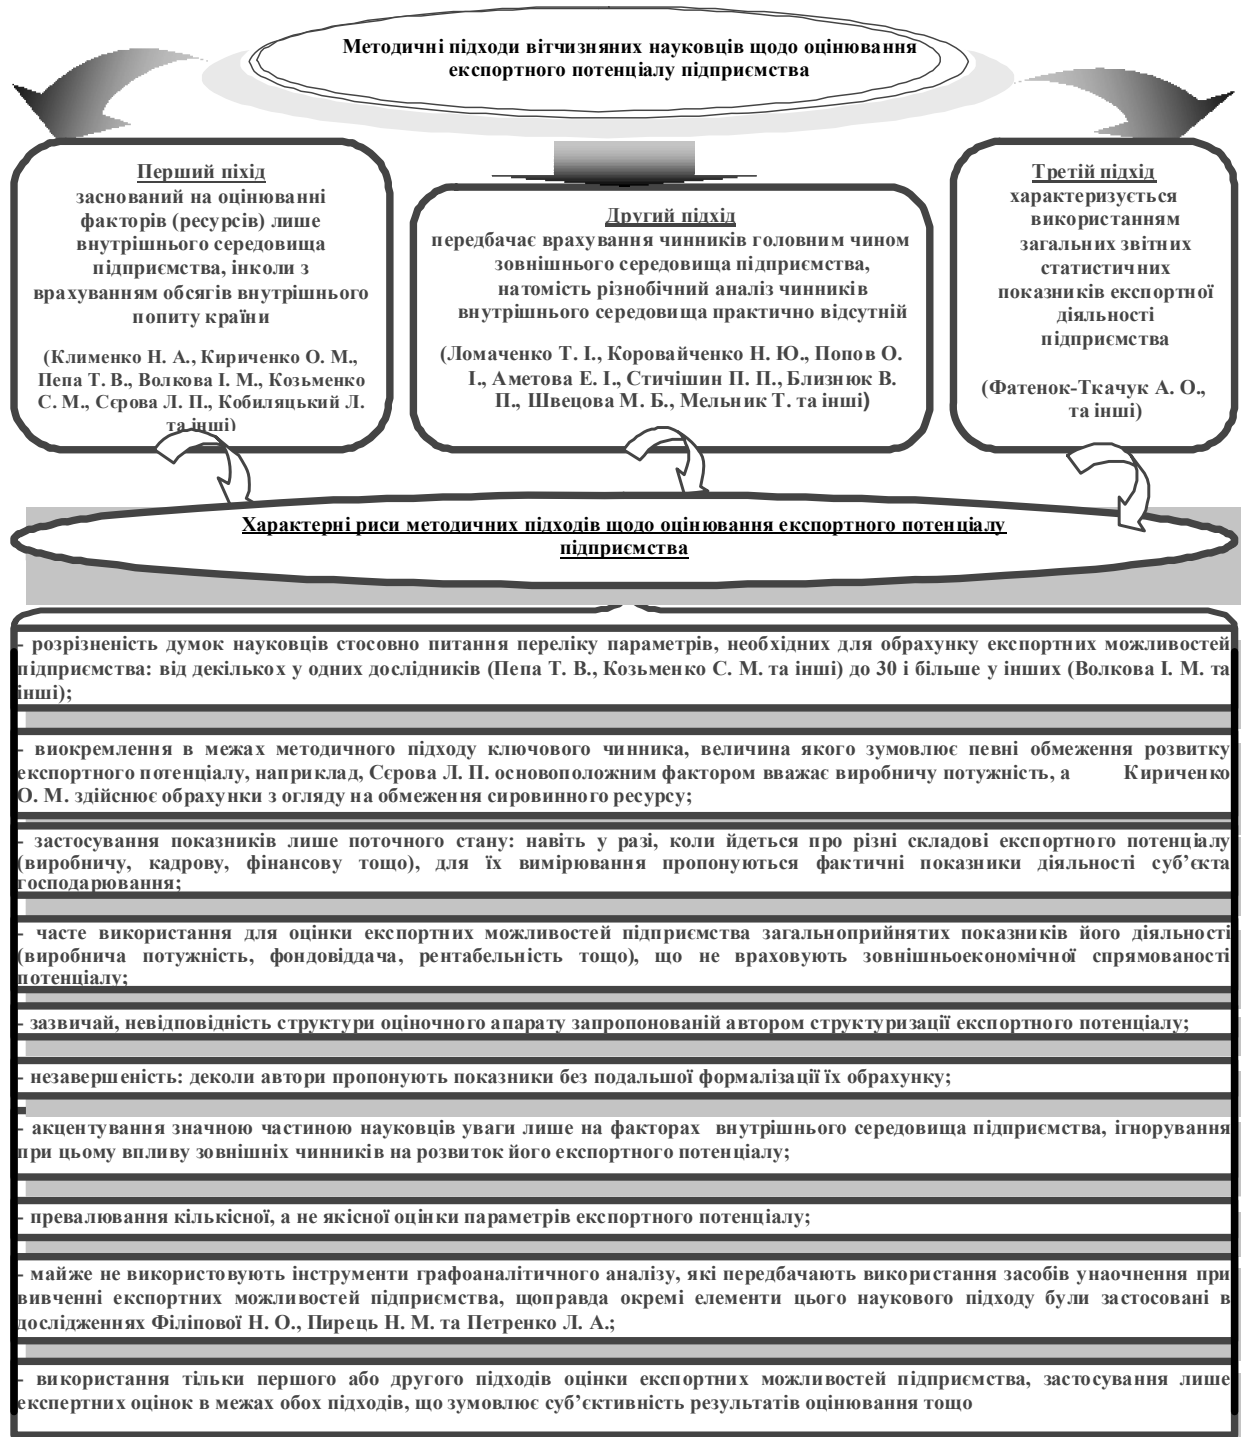 Методичні підходи вітчизняних науковців щодо оцінювання
експортного потенціалу підприємства
Перший піхід
заснований на оцінюванні
факторів (ресурсів) лише
внутрішнього середовища
підприємства, інколи з
врахуванням обсягів внутрішнього
попиту країни
(Клименко Н. А., Кириченко О. М.,
Пепа Т. В., Волкова І. М., Козьменко
С. М., Сєрова Л. П., Кобиляцький Л.
та інші)
Другий підхід
передбачає врахування чинників головним чином
зовнішнього середовища підприємства,
натомість різнобічний аналіз чинників
внутрішнього середовища практично відсутній
(Ломаченко Т. І., Коровайченко Н. Ю., Попов О.
І., Аметова Е. І., Стичішин П. П., Близнюк В.
П., Швецова М. Б., Мельник Т. та інші)
Третій підхід
характеризується
використанням
загальних звітних
статистичних
показників експортної
діяльності
підприємства
(Фатенок-Ткачук А. О.,
та інші)
Характерні риси методичних підходів щодо оцінювання експортного потенціалу
підприємства
- розрізненість думок науковців стосовно питання переліку параметрів, необхідних для обрахунку експортних можливостей
підприємства: від декількох у одних дослідників (Пепа Т. В., Козьменко С. М. та інші) до 30 і більше у інших (Волкова І. М. та
інші);
- виокремлення в межах методичного підходу ключового чинника, величина якого зумовлює певні обмеження розвитку
експортного потенціалу, наприклад, Сєрова Л. П. основоположним фактором вважає виробничу потужність, а Кириченко
О. М. здійснює обрахунки з огляду на обмеження сировинного ресурсу;
- застосування показників лише поточного стану: навіть у разі, коли йдеться про різні складові експортного потенціалу
(виробничу, кадрову, фінансову тощо), для їх вимірювання пропонуються фактичні показники діяльності суб’єкта
господарювання;
- часте використання для оцінки експортних можливостей підприємства загальноприйнятих показників його діяльності
(виробнича потужність, фондовіддача, рентабельність тощо), що не враховують зовнішньоекономічної спрямованості
потенціалу;
- зазвичай, невідповідність структури оціночного апарату запропонованій автором структуризації експортного потенціалу;
- незавершеність: деколи автори пропонують показники без подальшої формалізації їх обрахунку;
- акцентування значною частиною науковців уваги лише на факторах внутрішнього середовища підприємства, ігнорування
при цьому впливу зовнішніх чинників на розвиток його експортного потенціалу;
- превалювання кількісної, а не якісної оцінки параметрів експортного потенціалу;
- майже не використовують інструменти графоаналітичного аналізу, які передбачають використання засобів унаочнення при
вивченні експортних можливостей підприємства, щоправда окремі елементи цього наукового підходу були застосовані в
дослідженнях Філіпової Н. О., Пирець Н. М. та Петренко Л. А.;
- використання тільки першого або другого підходів оцінки експортних можливостей підприємства, застосування лише
експертних оцінок в межах обох підходів, що зумовлює суб’єктивність результатів оцінювання тощо